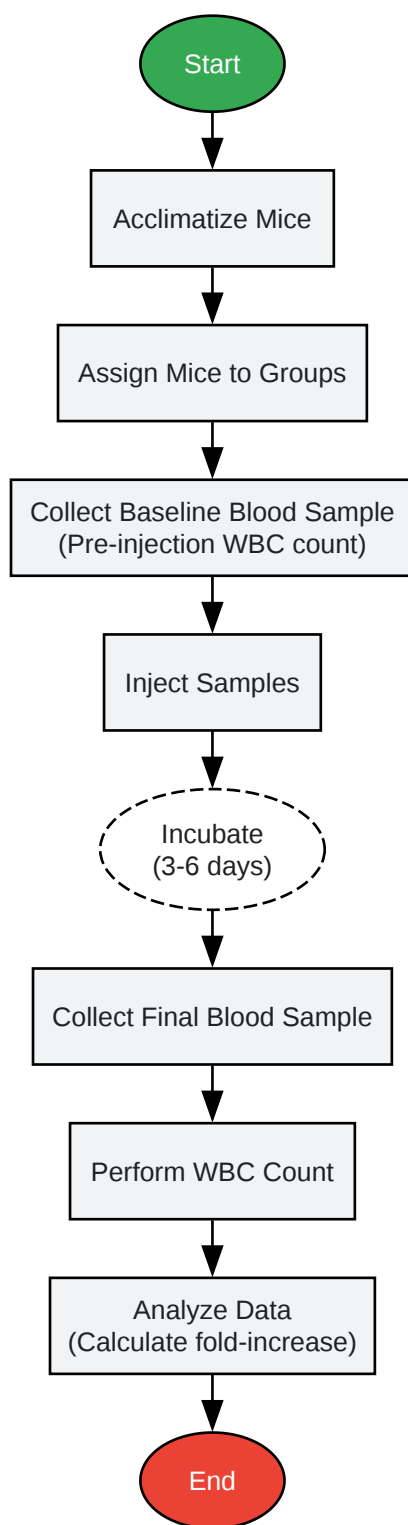 Start
Acclimatize Mice
Assign Mice to Groups
Collect Baseline Blood Sample
(Pre-injection WBC count)
Inject Samples
Incubate
(3-6 days)
Collect Final Blood Sample
Perform WBC Count
Analyze Data
(Calculate fold-increase)
End